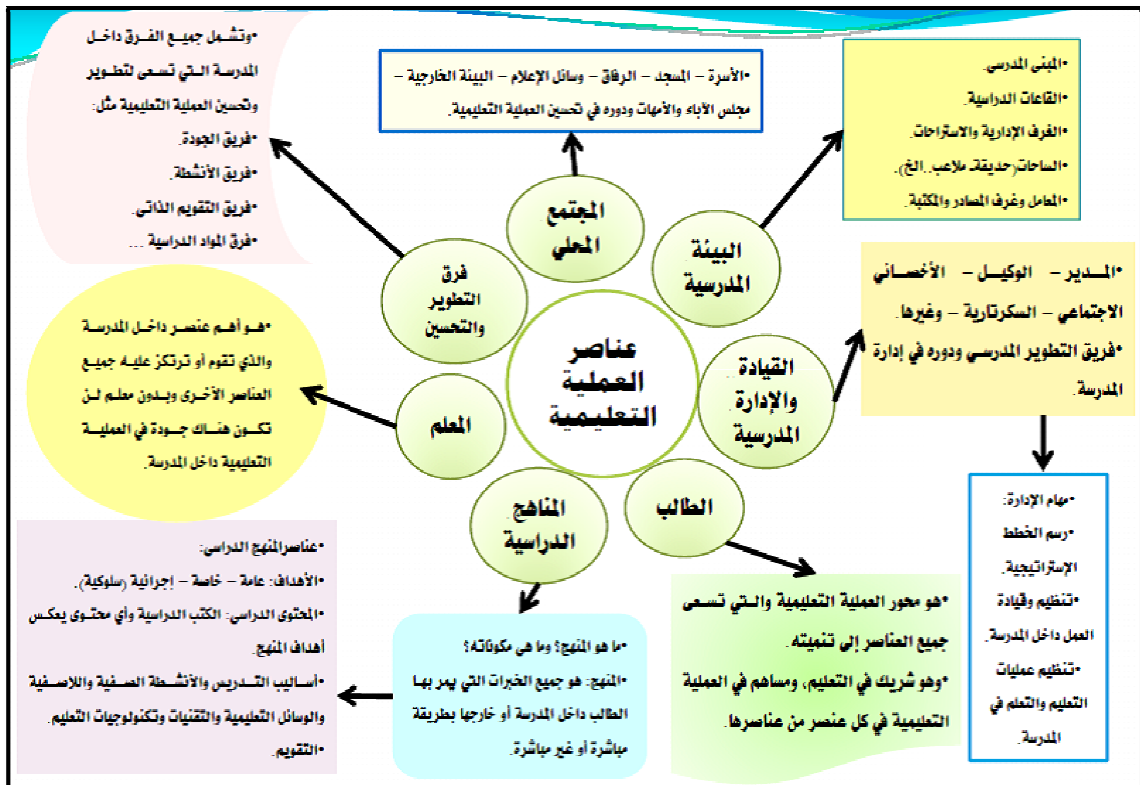 •المبنى المدرسي.
•القاعات الدراسية.
•الغرف الإدارية والاستراحات.
•الساحات(حديقة- ملاعب..الخ).
•المعامل وغرف المصادر والمكتبة.
•الأسرة – المسجد – الرفاق – وسائل الإعلام – البيئة الخارجية –
مجلس الآباء والأمهات ودوره في تحسين العملية التعليمية.
•وتشمل جميع الفرق داخل
المدرسة التي تسعى لتطوير
وتحسين العملية التعليمية مثل:
•فريق الجودة.
•فريق الأنشطة.
•فريق التقويم الذاتي.
•فرق المواد الدراسية ...
المجتمع
المحلي
البيئة
المدرسية
فرق
التطوير
والتحسين
عناصر
العملية
التعليمية
القيادة
والإدارة
المدرسية
المعلم
المناهج
الدراسية
الطالب
•المدير – الوكيل – الأخصائي
الاجتماعي – السكرتارية – وغيرها.
•فريق التطوير المدرسي ودوره في إدارة
المدرسة.
•هو أهم عنصر داخل المدرسة
والذي تقوم أو ترتكز عليه جميع
العناصر الأخرى وبدون معلم لن
تكون هناك جودة في العملية
التعليمية داخل المدرسة.
•مهام الإدارة:
•رسم الخطط
الإستراتيجية.
•تنظيم وقيادة
العمل داخل المدرسة.
•تنظيم عمليات
التعليم والتعلم في
المدرسة.
•هو محور العملية التعليمية والتي تسعى
جميع العناصر إلى تنميته.
•وهو شريك في التعليم، ومساهم في العملية
التعليمية في كل عنصر من عناصرها.
•ما هو المنهج؟ وما هي مكوناته؟
•المنهج: هو جميع الخبرات التي يمر بها
الطالب داخل المدرسة أو خارجها بطريقة
مباشرة أو غير مباشرة.
•عناصرالمنهج الدراسي:
•الأهداف: عامة – خاصة – إجرائية (سلوكية).
•المحتوى الدراسي: الكتب الدراسية وأي محتوى يعكس
أهداف المنهج.
•أساليب التدريس والأنشطة الصفية واللاصفية
والوسائل التعليمية والتقنيات وتكنولوجيات التعليم.
•التقويم.